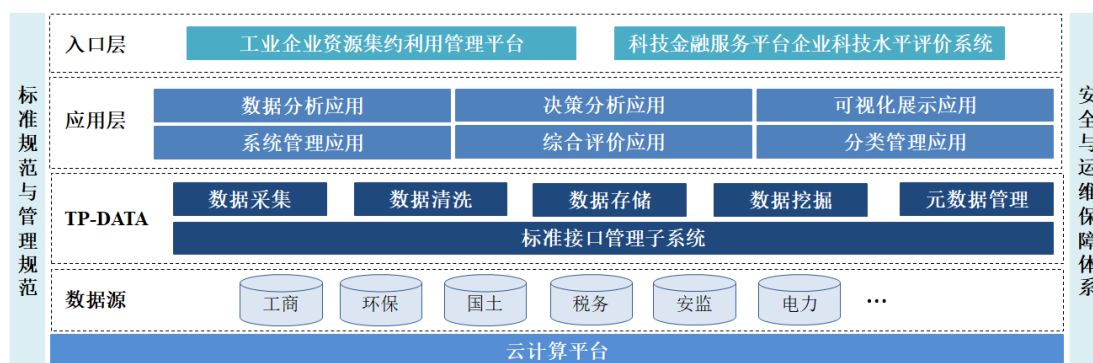 标准规范与管理规范
入口层
工业企业资源集约利用管理平台
科技金融服务平台企业科技水平评价系统
应用层
数据分析应用
决策分析应用
可视化展示应用
系统管理应用
综合评价应用
分类管理应用
TP-DATA
数据采集
数据清洗
数据存储
数据挖掘
元数据管理
标准接口管理子系统
数据源
工商
环保
国土
税务
安监
电力
...
云计算平台
安全与运维保障体系